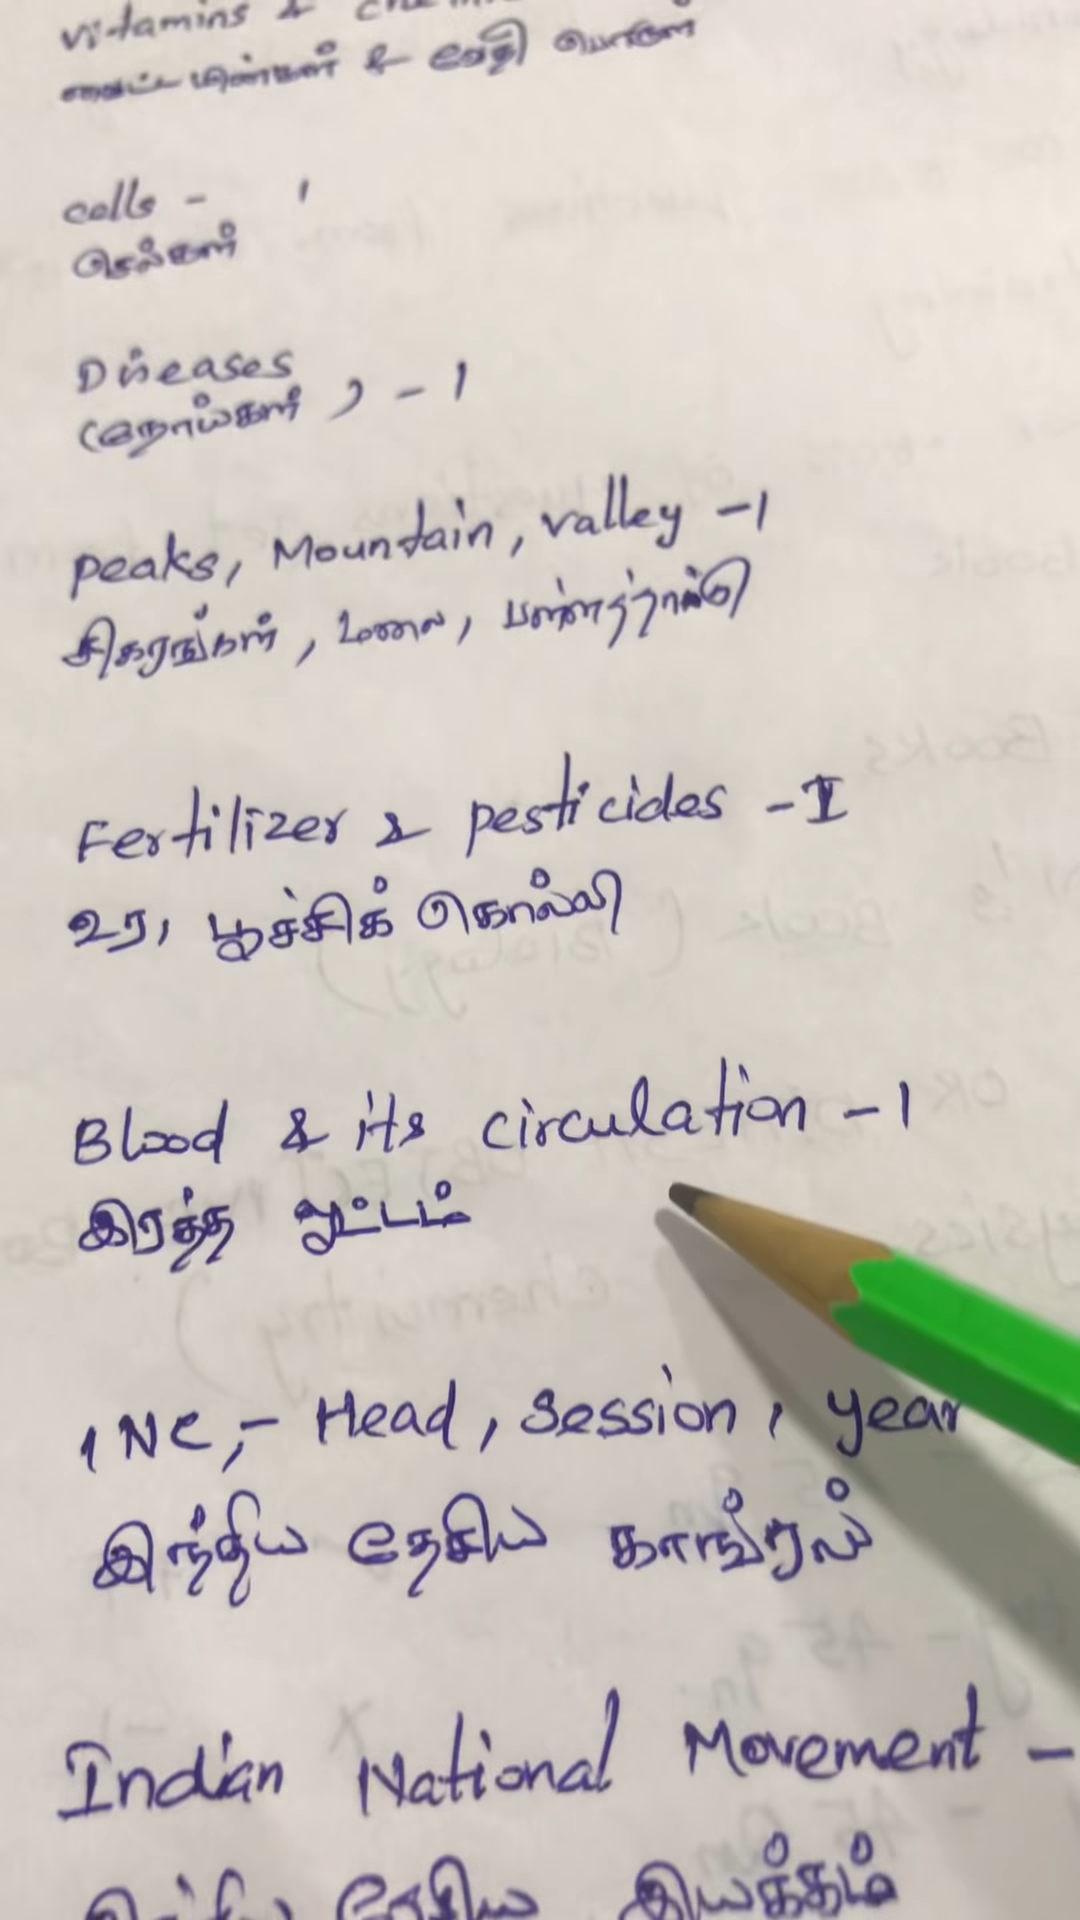 vitamins &
வைட்டமின்கள் & வேதி பொருள்
cells - 1
செல்கள்
Diseases
(நோய்கள் ) - 1
peaks, Mountain, valley -1
சிகரங்கள், மலை, பள்ளத்தாக்கு
Fertilizer & pesticides -I
உர, பூச்சிக் கொல்லி
Blood & its circulation -1
இரத்த ஓட்டம்
INC,- Head, session, year
இந்திய தேசிய காங்ரஸ்
Indian National Movement -
இந்திய தேசிய இயக்கம்